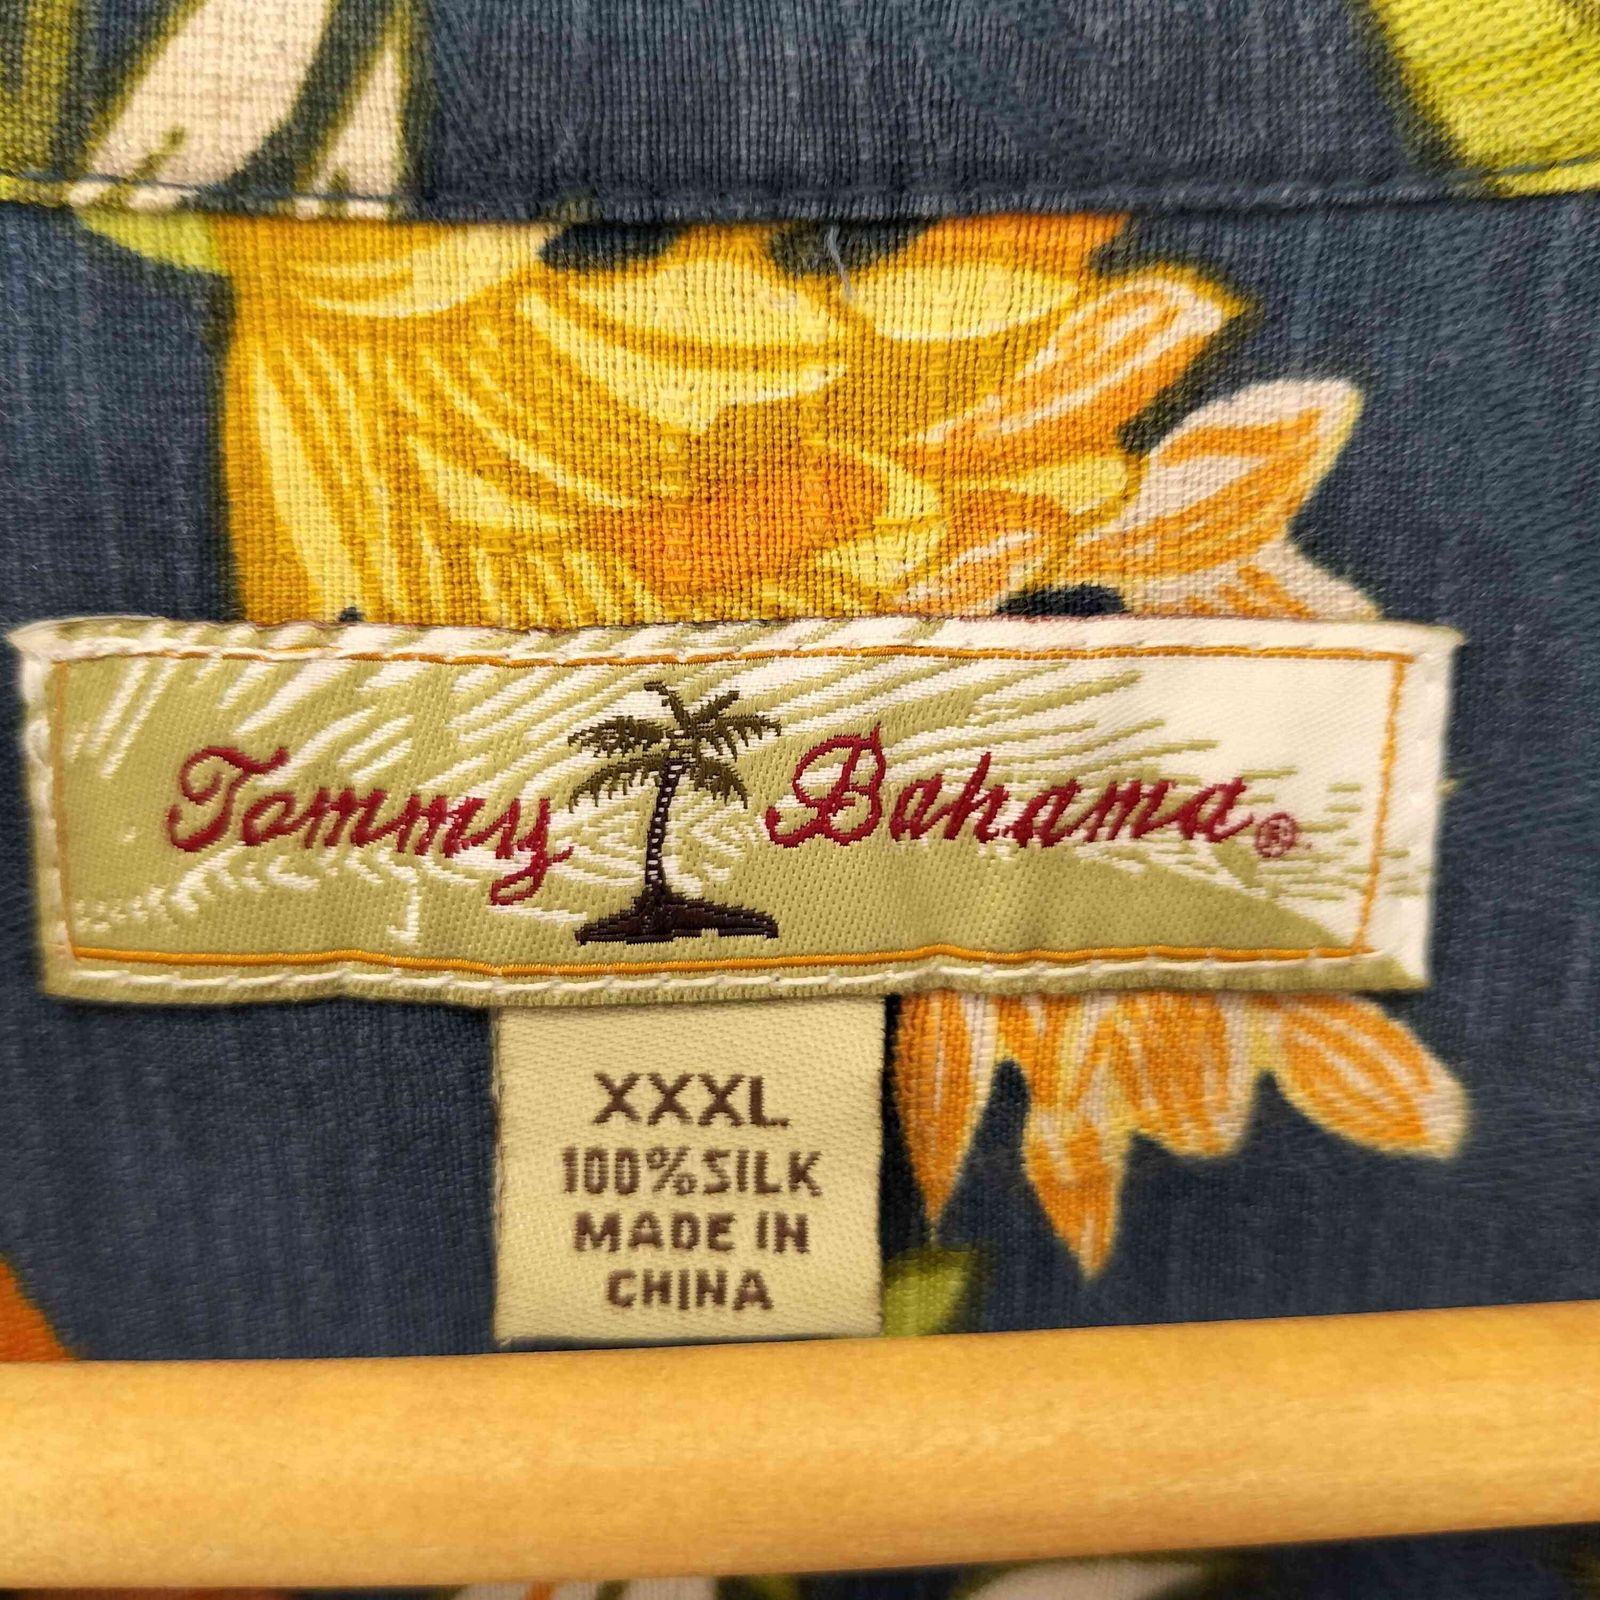 Tommy Bahama®
XXXL
100% SILK
MADE IN
CHINA